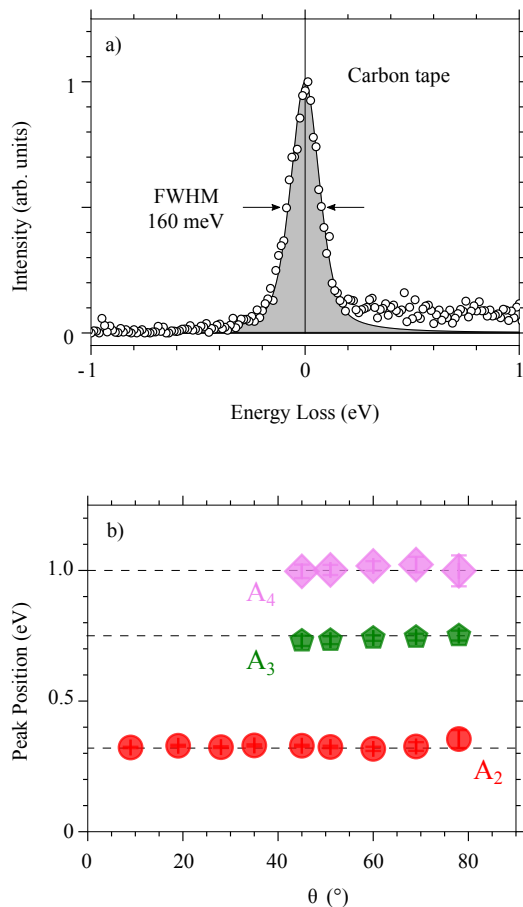 a)
Carbon tape
FWHM
160 meV
Intensity (arb. units)
1
0
-1
0
1
Energy Loss (eV)
b)
A4
A3
A2
Peak Position (eV)
1.0
0.5
0
0
20
40
60
80
θ (°)